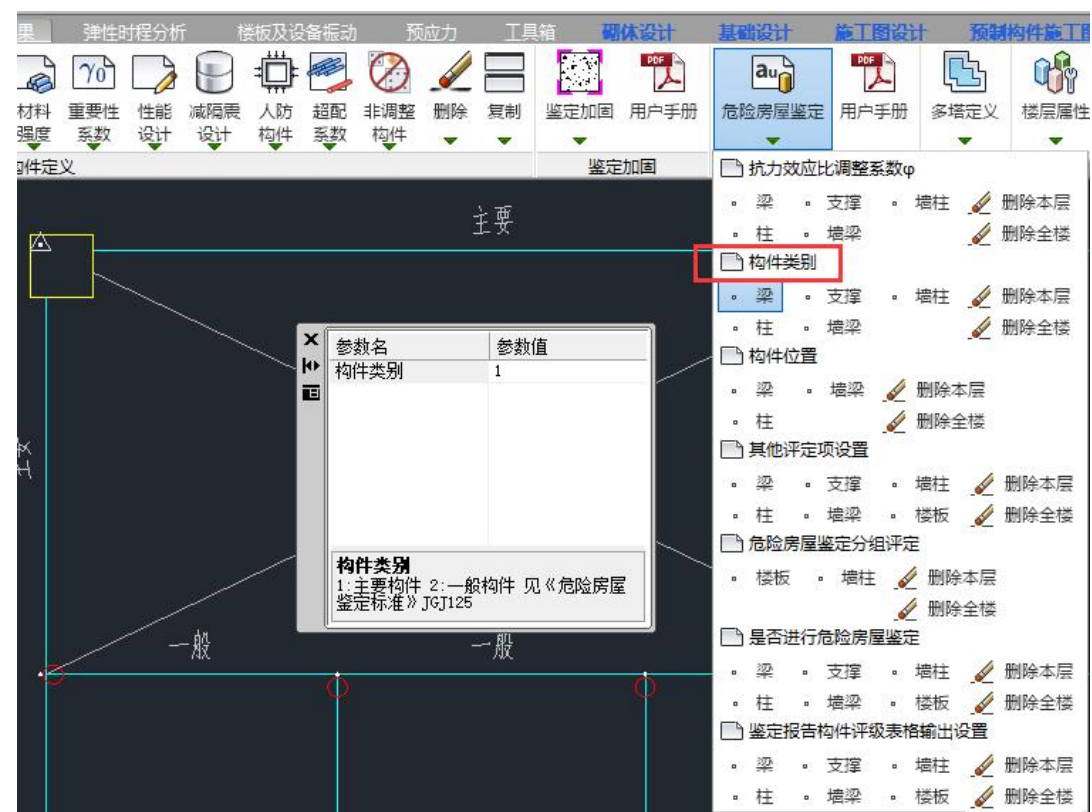 果 弹性时程分析 楼板及设备振动 预应力 工具箱 砌体设计 基础设计 施工图设计 预制构件施工图
材料强度 重要性系数 性能设计 减隔震设计 人防构件 超配系数 非调整构件 删除 复制 鉴定加固 PDF 用户手册 危险房屋鉴定 PDF 用户手册 多塔定义 楼层属性
构件定义 鉴定加固
抗力效应比调整系数φ
梁 支撑 墙柱 删除本层
柱 墙梁 删除全楼
构件类别
梁 支撑 墙柱 删除本层
柱 墙梁 删除全楼
构件位置
梁 墙梁 删除本层
柱 删除全楼
其他评定项设置
梁 支撑 墙柱 删除本层
柱 墙梁 楼板 删除全楼
危险房屋鉴定分组评定
楼板 墙柱 删除本层
删除全楼
是否进行危险房屋鉴定
梁 支撑 墙柱 删除本层
柱 墙梁 楼板 删除全楼
鉴定报告构件评级表格输出设置
梁 支撑 墙柱 删除本层
柱 墙梁 楼板 删除全楼
主要
主要
参数名 参数值
构件类别 1
构件类别
1:主要构件 2:一般构件 见《危险房屋
鉴定标准》JGJ125
一般 一般